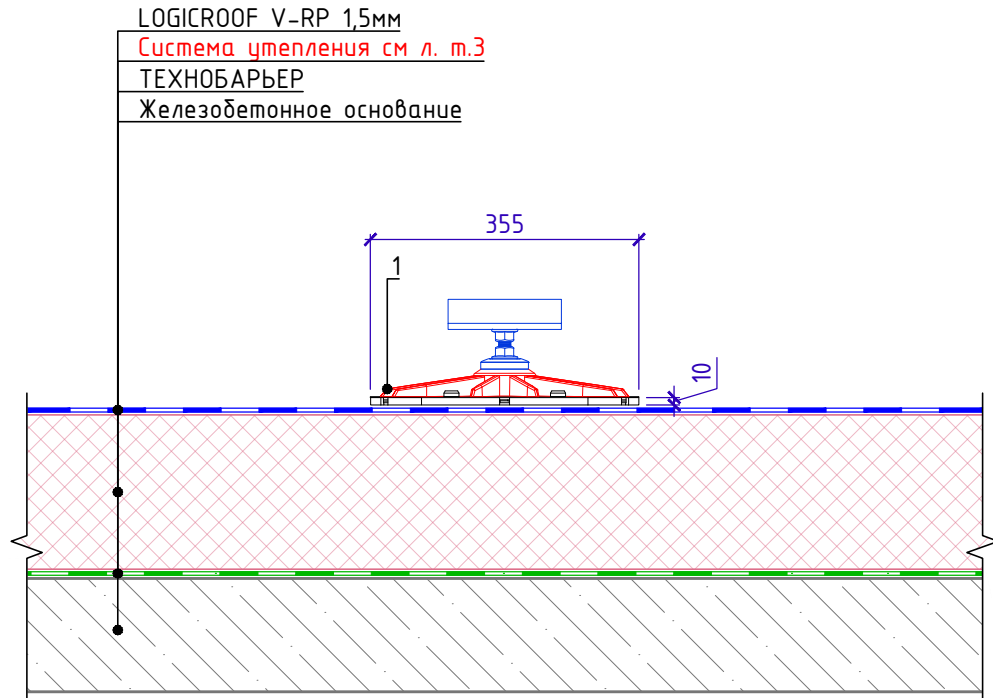 LOGICROOF V-RP 1,5мм
Система утепления см л. т.3
ТЕХНОБАРЬЕР
Железобетонное основание
355
1
10